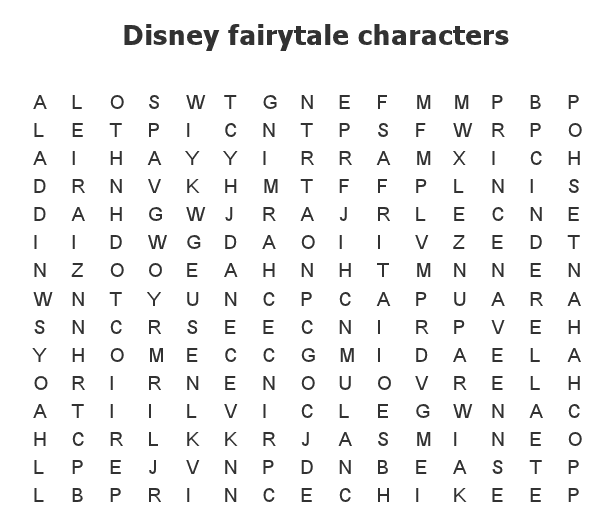 Disney fairytale characters
A L O S W T G N E F M M P B P
L E T P I C N T P S F W R P O
A I H A Y Y I R R A M X I C H
D R N V K H M T F F P L N I S
D A H G W J R A J R L E C N E
I I D W G D A O I I V Z E D T
N Z O O E A H N H T M N N E N
W N T Y U N C P C A P U A R A
S N C R S E E C N I R P V E H
Y H O M E C C G M I D A E L A
O R I R N E N O U O V R E L H
A T I I L V I C L E G W N A C
H C R L K K R J A S M I N E O
L P E J V N P D N B E A S T P
L B P R I N C E C H I K E E P